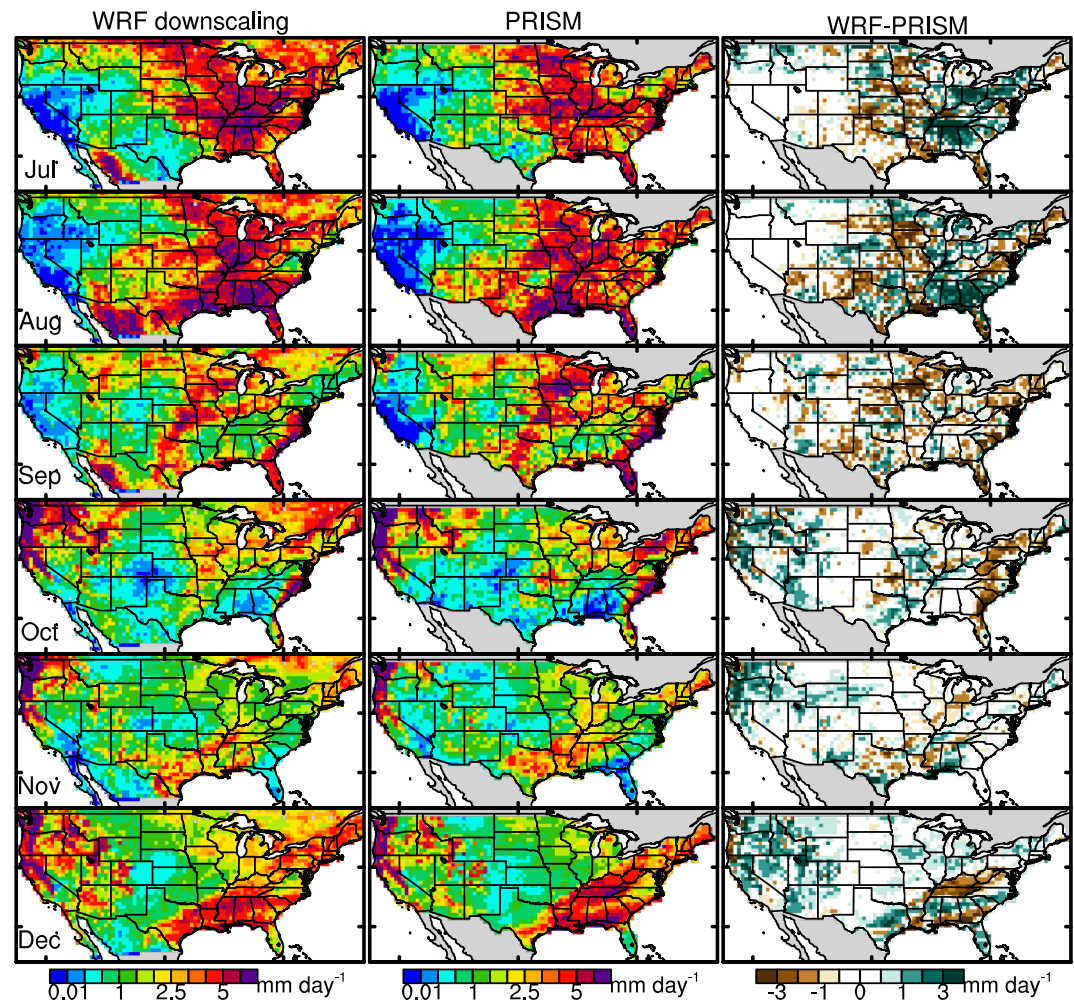 WRF downscaling
PRISM
WRF-PRISM
Jul
Aug
Sep
Oct
Nov
Dec
0.01 1 2.5 5 mm day⁻¹
0.01 1 2.5 5 mm day⁻¹
-3 -1 0 1 3 mm day⁻¹